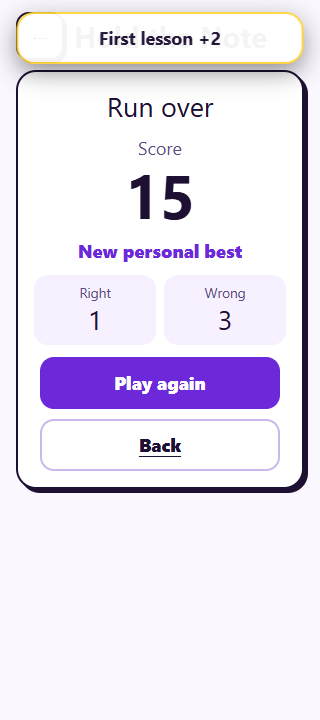 First lesson +2
Run over
Score
15
New personal best
Right
1
Wrong
3
Play again
Back